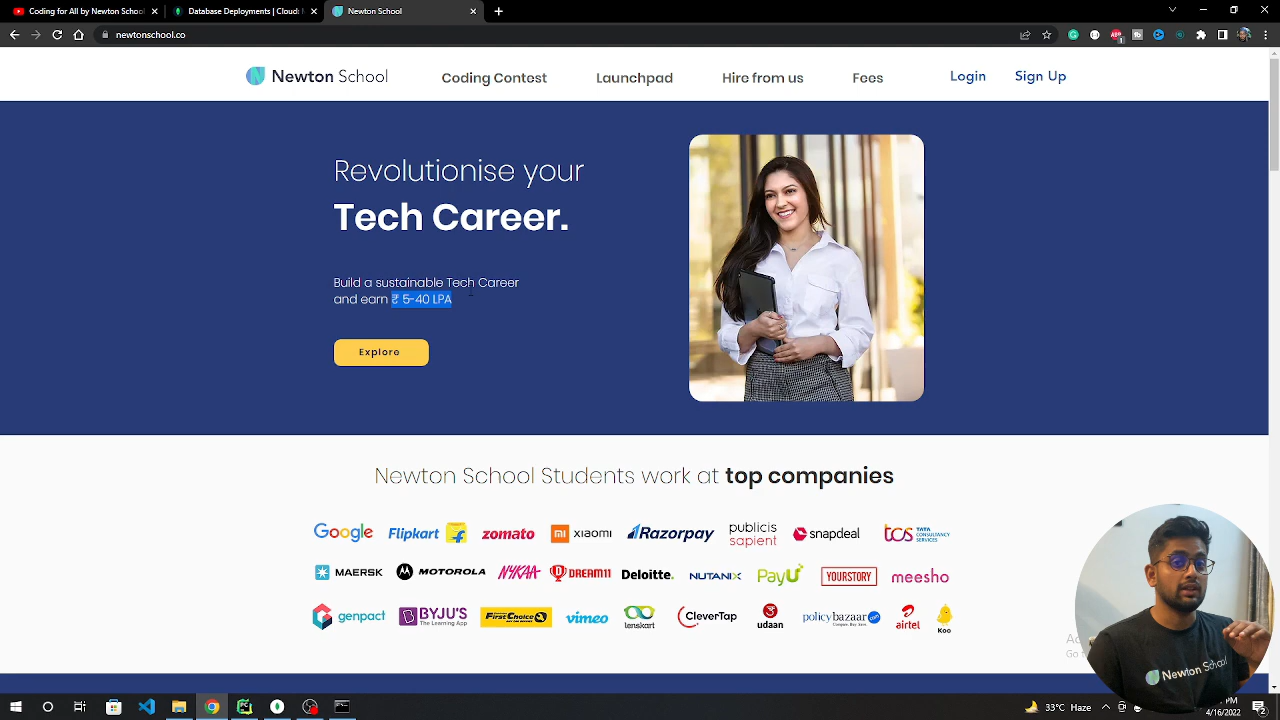 Coding for All by Newton School
Database Deployments | Cloud: M
Newton School
newtonschool.co
Newton School
Coding Contest
Launchpad
Hire from us
Fees
Login
Sign Up
Revolutionise your
Tech Career.
Build a sustainable Tech Career
and earn ₹ 5-40 LPA
Explore
Newton School Students work at top companies
Google
Flipkart
zomato
xiaomi
Razorpay
publicis
sapient
snapdeal
tcs TATA
CONSULTANCY
SERVICES
MAERSK
MOTOROLA
NYKAA
DREAM11
Deloitte.
NUTANIX
PayU
YOURSTORY
meesho
genpact
BYJU'S
The Learning App
FirstChoice
vimeo
lenskart
CleverTap
udaan
policybazaar
airtel
Koo
Newton School
33°C Haze
4/16/2022